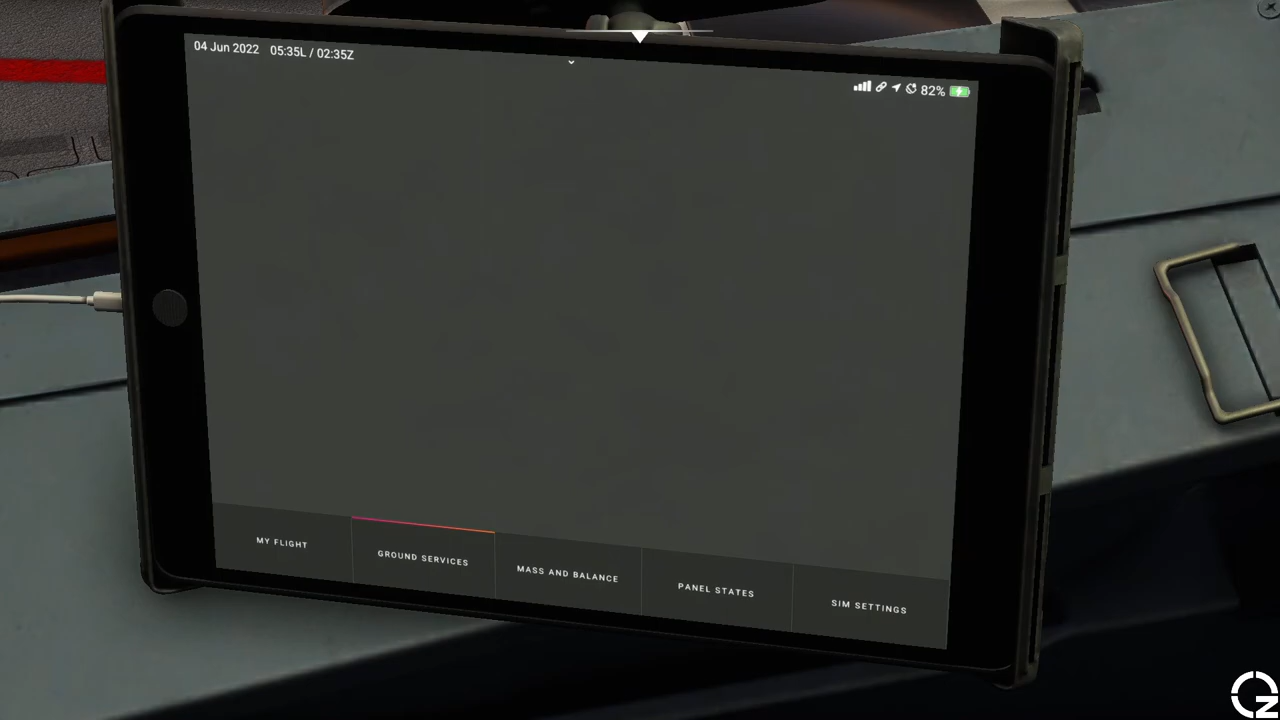 04 Jun 2022 05:35L / 02:35Z
82%
MY FLIGHT
GROUND SERVICES
MASS AND BALANCE
PANEL STATES
SIM SETTINGS